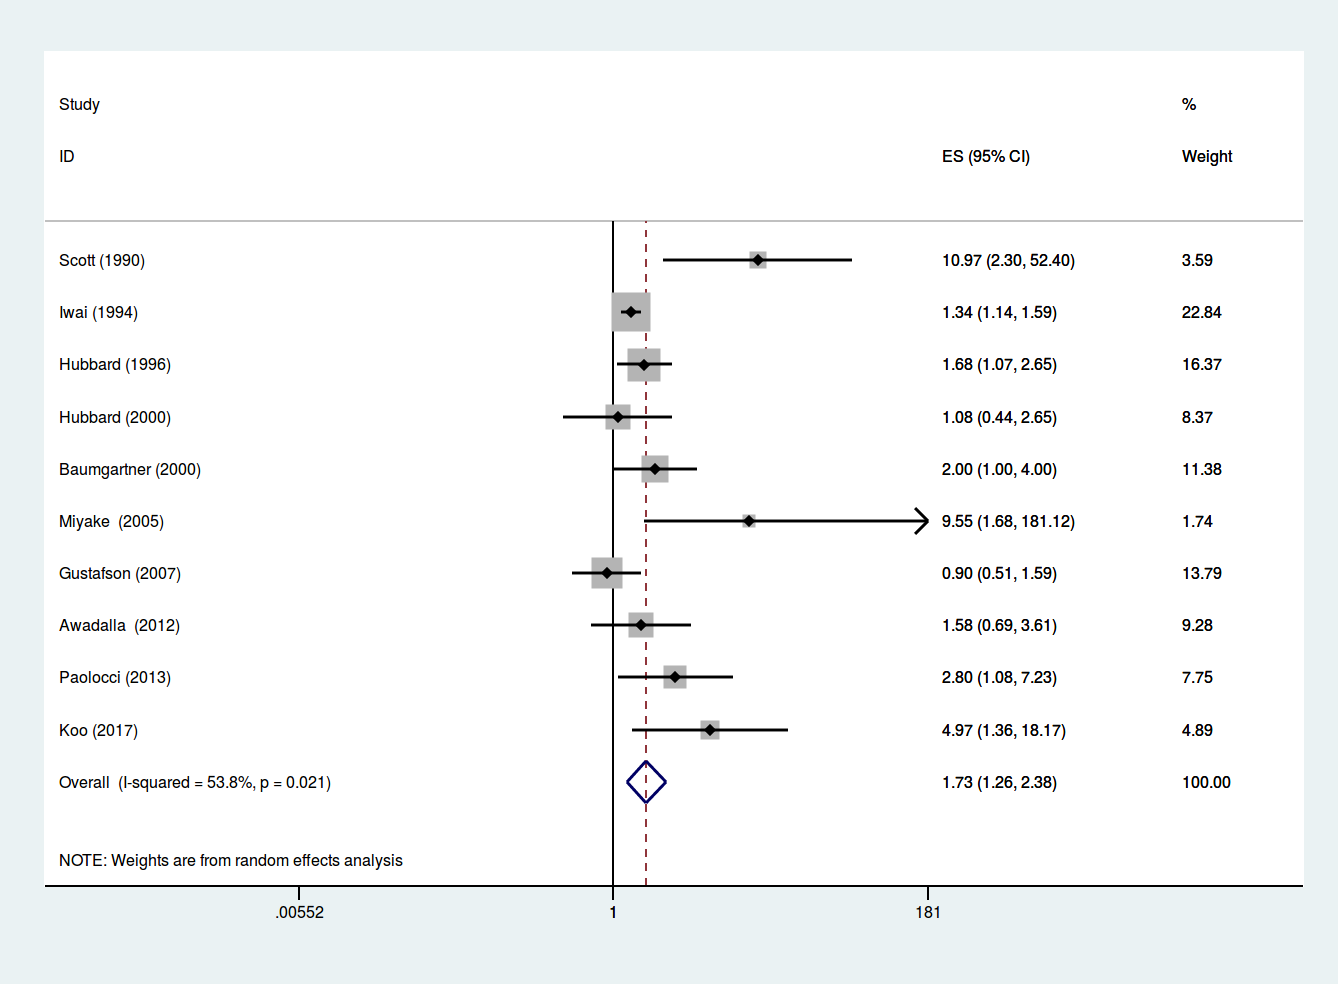 Study %
ID ES (95% CI) Weight
Scott (1990) 10.97 (2.30, 52.40) 3.59
Iwai (1994) 1.34 (1.14, 1.59) 22.84
Hubbard (1996) 1.68 (1.07, 2.65) 16.37
Hubbard (2000) 1.08 (0.44, 2.65) 8.37
Baumgartner (2000) 2.00 (1.00, 4.00) 11.38
Miyake  (2005) 9.55 (1.68, 181.12) 1.74
Gustafson (2007) 0.90 (0.51, 1.59) 13.79
Awadalla  (2012) 1.58 (0.69, 3.61) 9.28
Paolocci (2013) 2.80 (1.08, 7.23) 7.75
Koo (2017) 4.97 (1.36, 18.17) 4.89
Overall  (I-squared = 53.8%, p = 0.021) 1.73 (1.26, 2.38) 100.00
NOTE: Weights are from random effects analysis
.00552 1 181